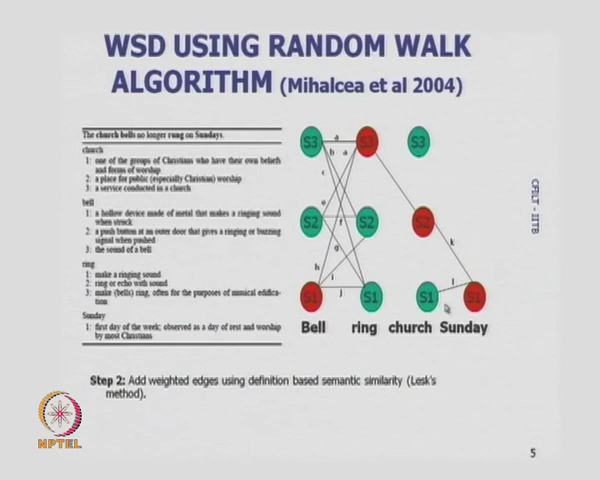 WSD USING RANDOM WALK
ALGORITHM (Mihalcea et al 2004)
The church bells no longer rung on Sundays.
church
1: one of the groups of Christians who have their own beliefs
and forms of worship
2: a place for public (especially Christian) worship
3: a service conducted in a church
bell
1: a hollow device made of metal that makes a ringing sound
when struck
2: a push button at an outer door that gives a ringing or buzzing
signal when pushed
3: the sound of a bell
ring
1: make a ringing sound
2: ring or echo with sound
3: make (bells) ring, often for the purposes of musical edifica-
tion
Sunday
1: first day of the week; observed as a day of rest and worship
by most Christians
S3 a S3 S3
b a
c
e
S2 f S2 S2
g k
h
i l
S1 j S1 S1 S1
Bell ring church Sunday
CFILT - IITB
Step 2: Add weighted edges using definition based semantic similarity (Lesk's
method).
NPTEL
5